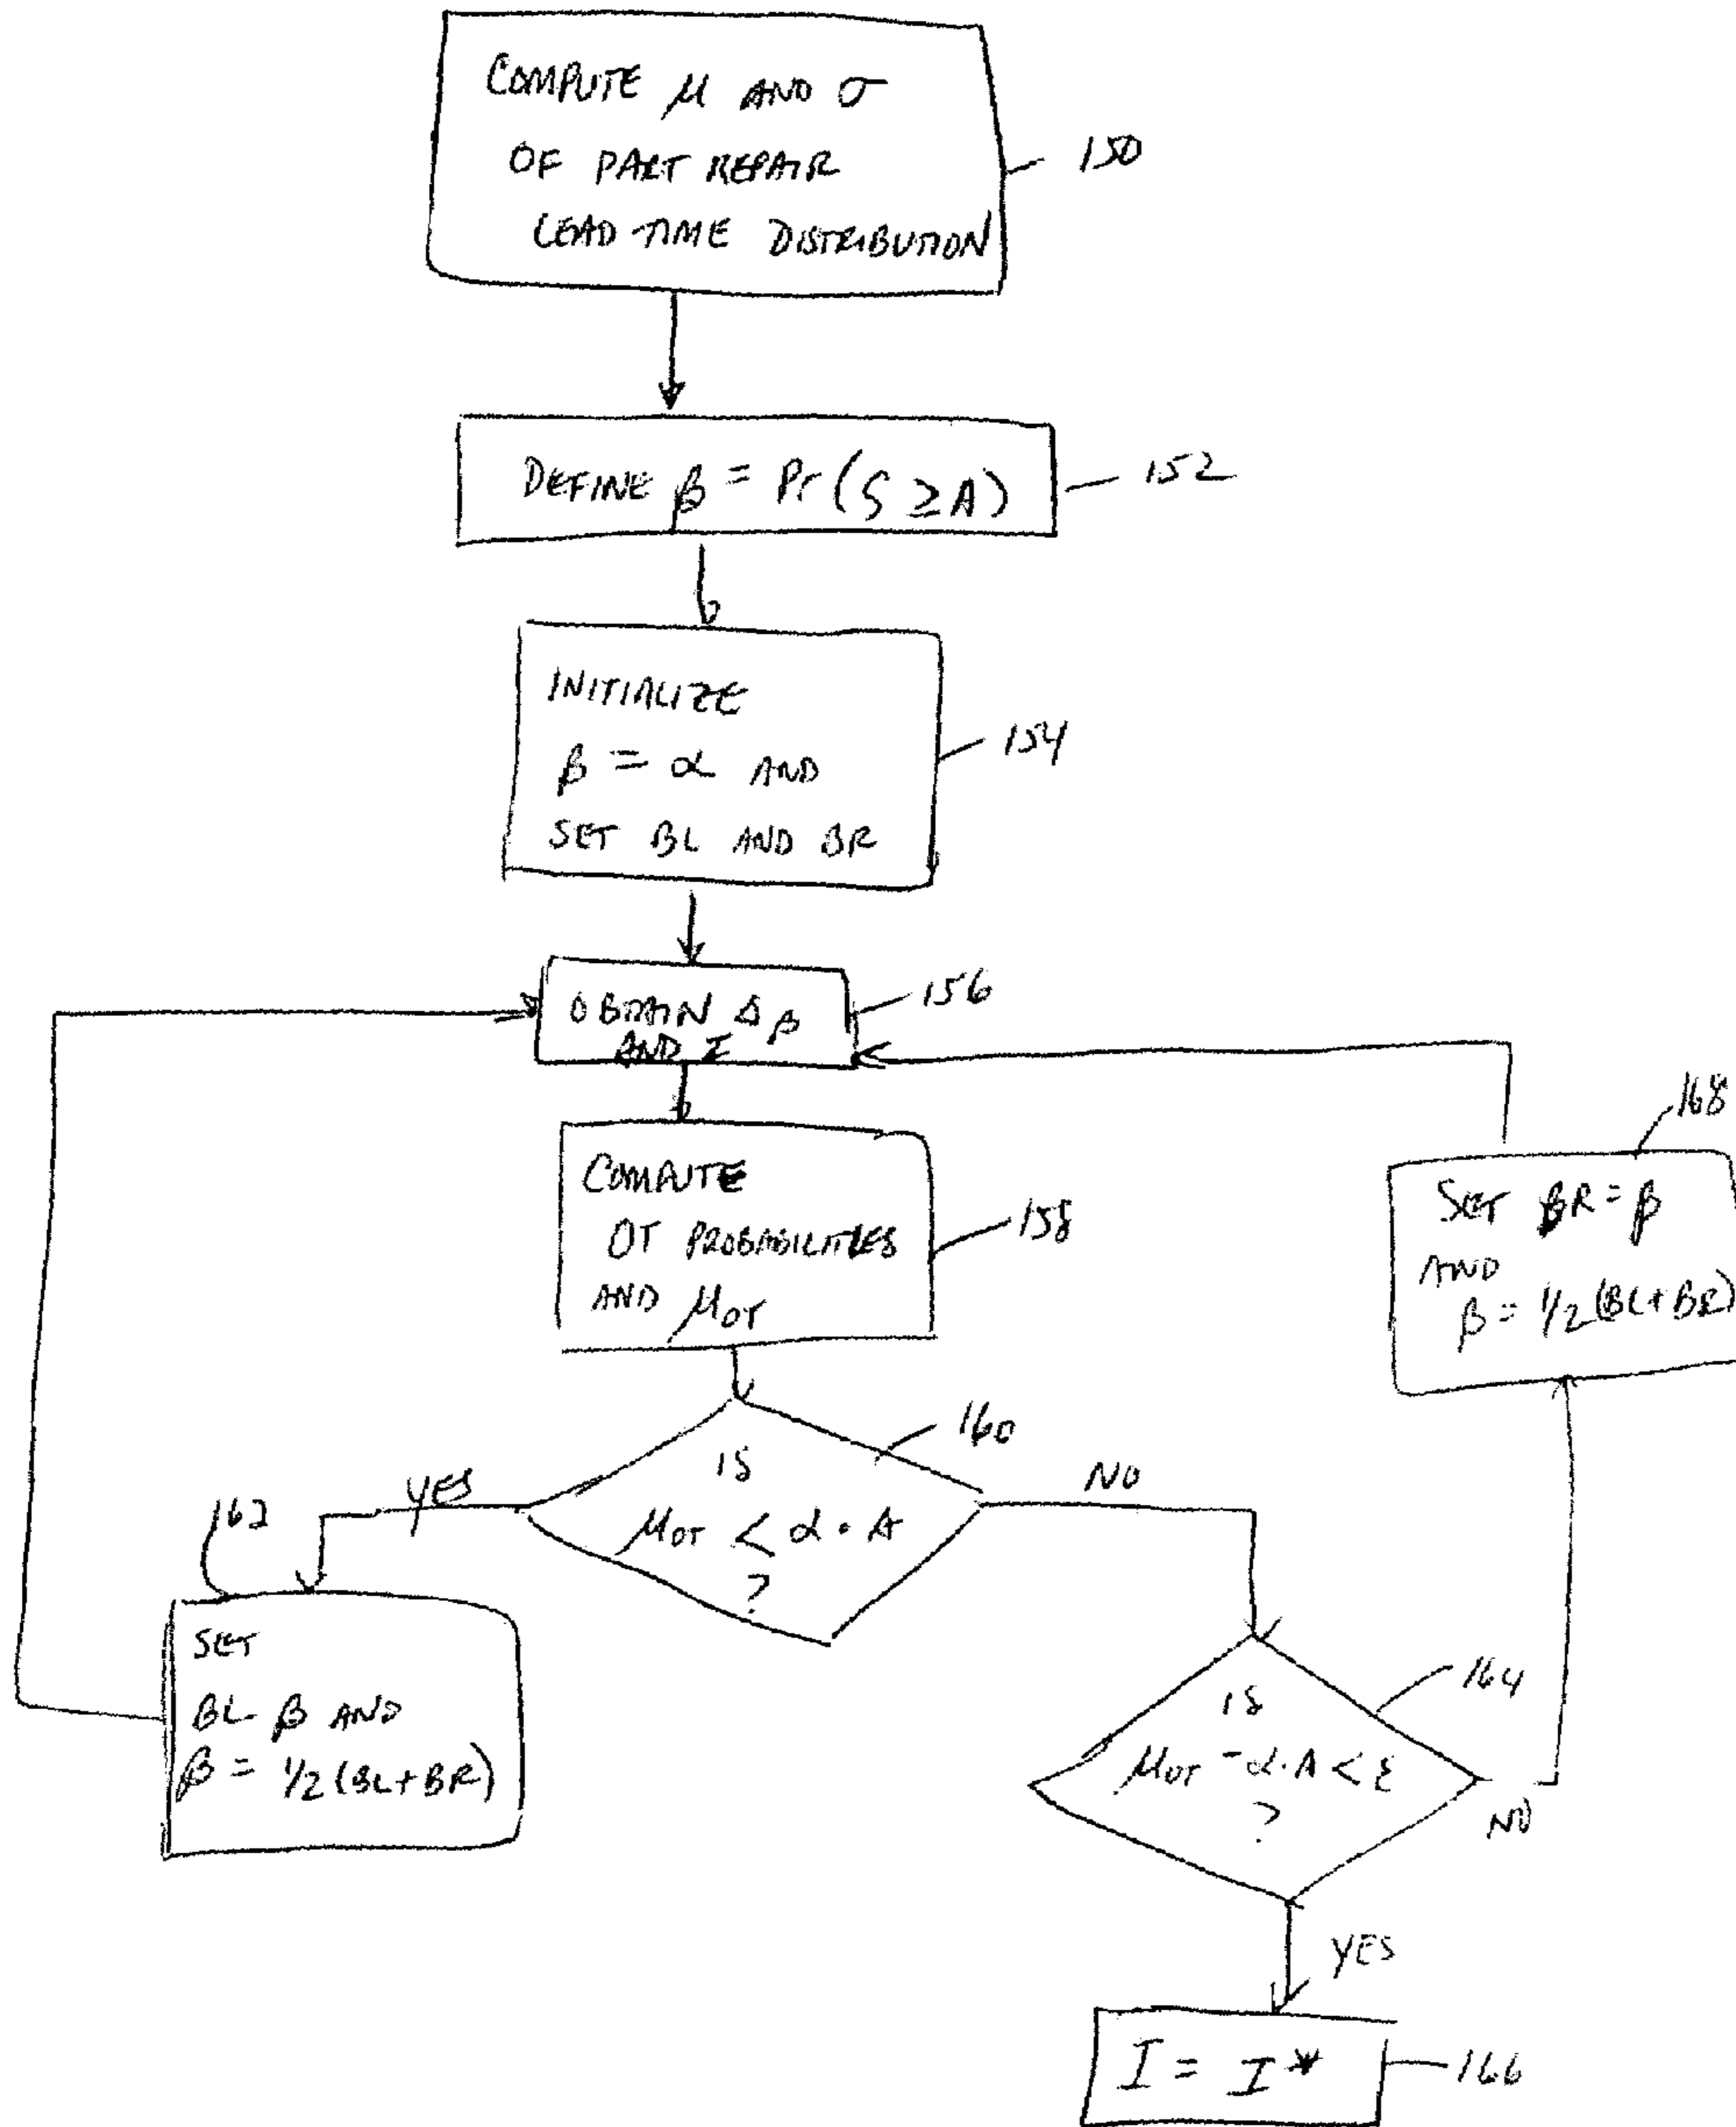 COMPUTE μ AND σ
OF PART REPAIR
LEAD TIME DISTRIBUTION
150
DEFINE β = Pr(S ≥ A)
152
INITIALIZE
β = α AND
SET BL AND BR
154
OBTAIN Δβ
AND I
156
COMPUTE
OT PROBABILITIES
AND μOT
158
IS
μOT < α · A
?
160
YES
NO
162
SET
BL β AND
β = 1/2 (BL+BR)
168
SET BR = β
AND
β = 1/2 (BL+BR)
IS
μOT - α · A < ε
?
164
NO
YES
I = I*
166